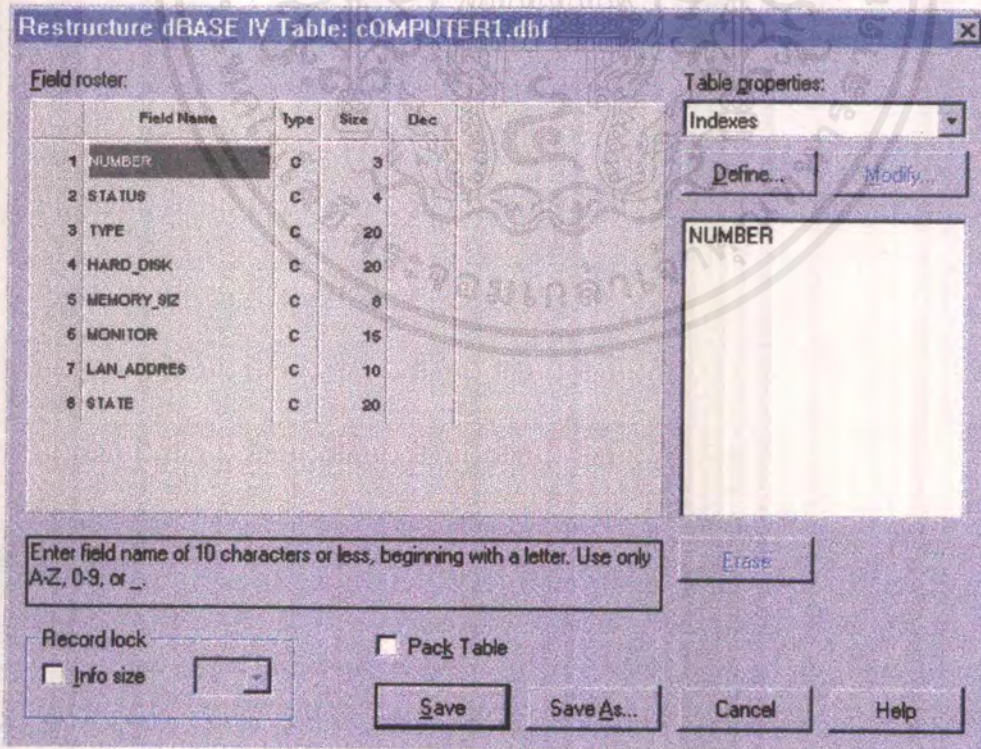 Restructure dBASE IV Table: cOMPUTER1.dbf
Field roster:
Field Name Type Size Dec
1 NUMBER C 3
2 STATUS C 4
3 TYPE C 20
4 HARD_DISK C 20
5 MEMORY_SIZ C 8
6 MONITOR C 15
7 LAN_ADDRES C 10
8 STATE C 20
Enter field name of 10 characters or less, beginning with a letter. Use only
A-Z, 0-9, or _.
Record lock
Info size
Pack Table
Table properties:
Indexes
Define...
Modify...
NUMBER
Erase
Save
Save As...
Cancel
Help